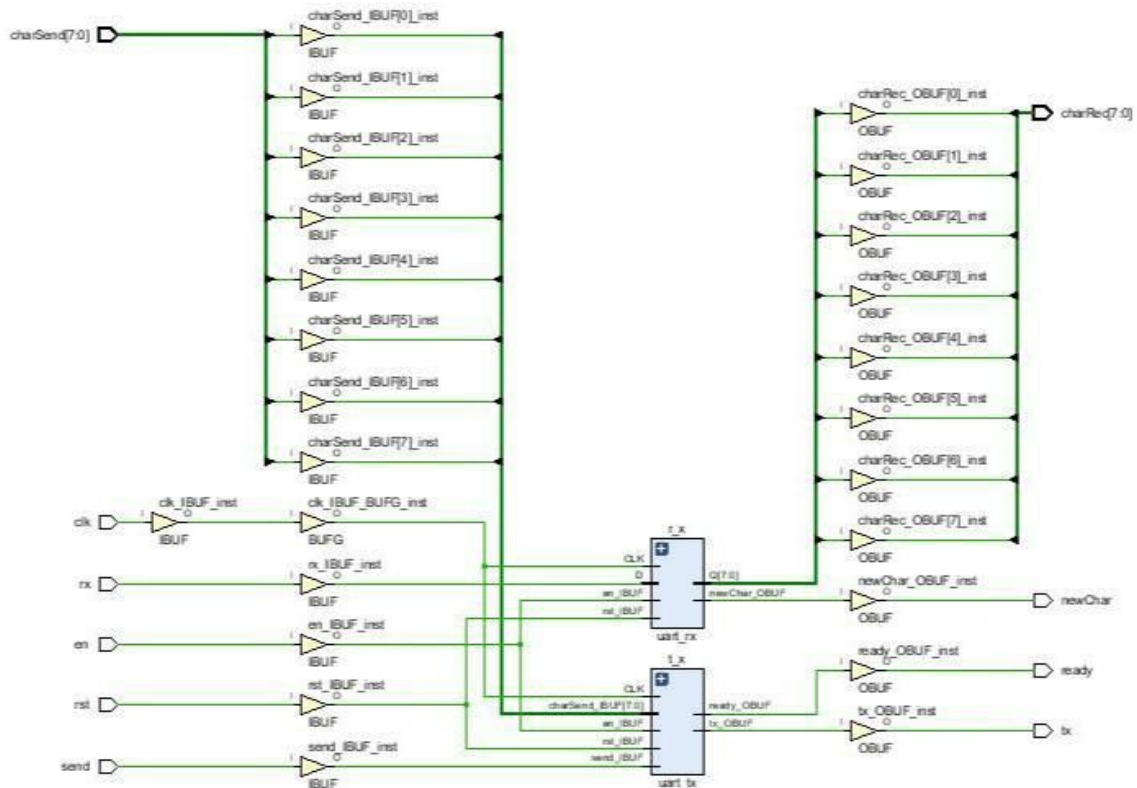 charSend[7:0]
charSend_IBUF[0]_inst
I
O
IBUF
charSend_IBUF[1]_inst
I
O
IBUF
charSend_IBUF[2]_inst
I
O
IBUF
charSend_IBUF[3]_inst
I
O
IBUF
charSend_IBUF[4]_inst
I
O
IBUF
charSend_IBUF[5]_inst
I
O
IBUF
charSend_IBUF[6]_inst
I
O
IBUF
charSend_IBUF[7]_inst
I
O
IBUF
clk
clk_IBUF_inst
I
O
IBUF
clk_IBUF_BUFG_inst
I
O
BUFG
rx
rx_IBUF_inst
I
O
IBUF
en
en_IBUF_inst
I
O
IBUF
rst
rst_IBUF_inst
I
O
IBUF
send
send_IBUF_inst
I
O
IBUF
r_x
CLK
D
en_IBUF
rst_IBUF
Q[7:0]
newChar_OBUF
uart_rx
t_x
CLK
charSend_IBUF[7:0]
en_IBUF
rst_IBUF
send_IBUF
ready_OBUF
tx_OBUF
uart_tx
charRec_OBUF[0]_inst
I
O
OBUF
charRec[7:0]
charRec_OBUF[1]_inst
I
O
OBUF
charRec_OBUF[2]_inst
I
O
OBUF
charRec_OBUF[3]_inst
I
O
OBUF
charRec_OBUF[4]_inst
I
O
OBUF
charRec_OBUF[5]_inst
I
O
OBUF
charRec_OBUF[6]_inst
I
O
OBUF
charRec_OBUF[7]_inst
I
O
OBUF
newChar_OBUF_inst
I
O
OBUF
newChar
ready_OBUF_inst
I
O
OBUF
ready
tx_OBUF_inst
I
O
OBUF
tx